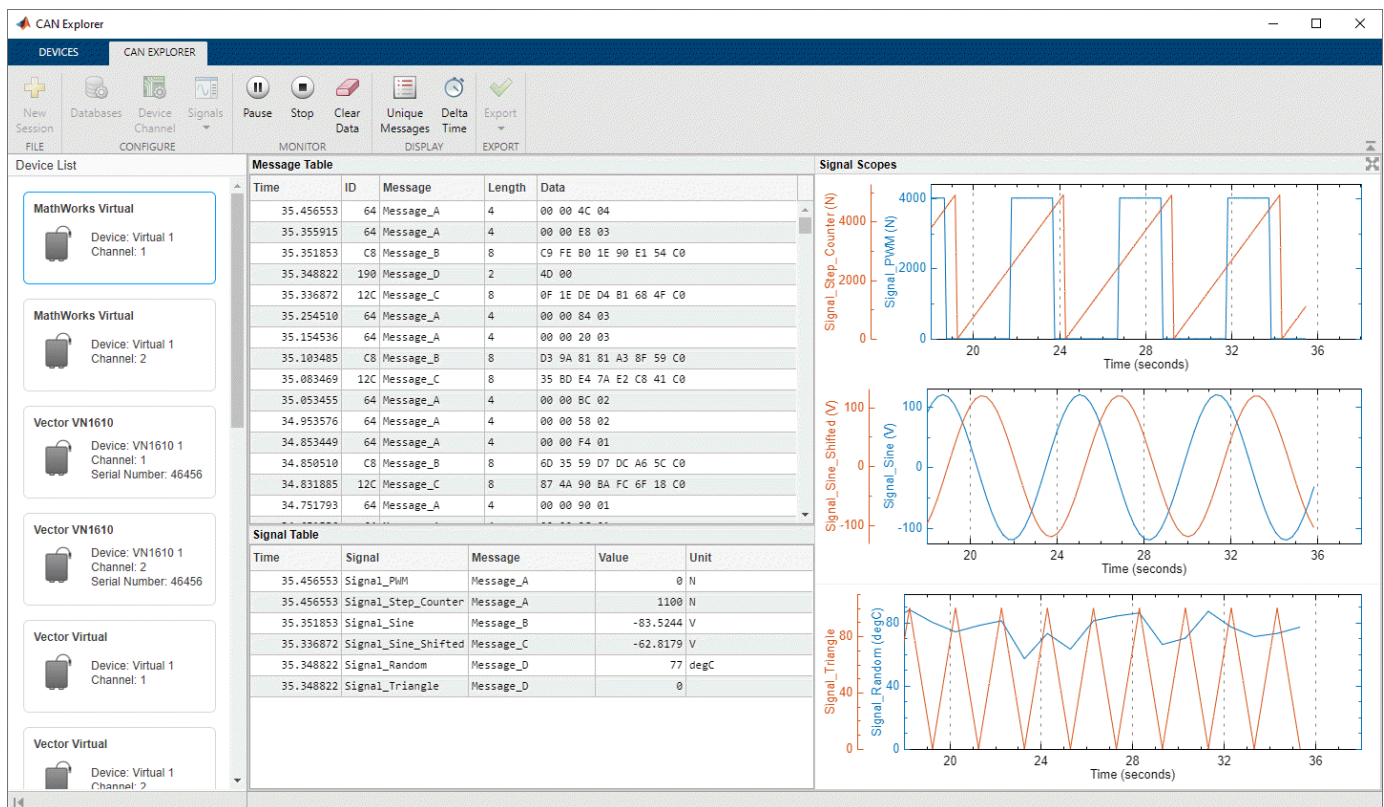 CAN Explorer
DEVICES CAN EXPLORER
New Session
Databases
Device Channel
Signals
Pause
Stop
Clear Data
Unique Messages
Delta Time
Export
FILE CONFIGURE MONITOR DISPLAY EXPORT
Device List
MathWorks Virtual
Device: Virtual 1
Channel: 1
MathWorks Virtual
Device: Virtual 1
Channel: 2
Vector VN1610
Device: VN1610 1
Channel: 1
Serial Number: 46456
Vector VN1610
Device: VN1610 1
Channel: 2
Serial Number: 46456
Vector Virtual
Device: Virtual 1
Channel: 1
Vector Virtual
Device: Virtual 1
Channel: 2
Message Table
Time ID Message Length Data
35.456553 64 Message_A 4 00 00 4C 04
35.355915 64 Message_A 4 00 00 E8 03
35.351853 C8 Message_B 8 C9 FE B0 1E 90 E1 54 C0
35.348822 190 Message_D 2 4D 00
35.336872 12C Message_C 8 0F 1E DE D4 B1 68 4F C0
35.254510 64 Message_A 4 00 00 84 03
35.154536 64 Message_A 4 00 00 20 03
35.103485 C8 Message_B 8 D3 9A 81 81 A3 8F 59 C0
35.083469 12C Message_C 8 35 BD E4 7A E2 C8 41 C0
35.053455 64 Message_A 4 00 00 BC 02
34.953576 64 Message_A 4 00 00 58 02
34.853449 64 Message_A 4 00 00 F4 01
34.850510 C8 Message_B 8 6D 35 59 D7 DC A6 5C C0
34.831885 12C Message_C 8 87 4A 90 BA FC 6F 18 C0
34.751793 64 Message_A 4 00 00 90 01
Signal Table
Time Signal Message Value Unit
35.456553 Signal_PWM Message_A 0 N
35.456553 Signal_Step_Counter Message_A 1100 N
35.351853 Signal_Sine Message_B -83.5244 V
35.336872 Signal_Sine_Shifted Message_C -62.8179 V
35.348822 Signal_Random Message_D 77 degC
35.348822 Signal_Triangle Message_D 0
Signal Scopes
Signal_Step_Counter (N)
4000
2000
0
Signal_PWM (N)
4000
2000
0
20 24 28 32 36
Time (seconds)
Signal_Sine_Shifted (V)
100
0
-100
Signal_Sine (V)
100
0
-100
20 24 28 32 36
Time (seconds)
Signal_Triangle
80
40
0
Signal_Random (degC)
80
40
0
20 24 28 32 36
Time (seconds)